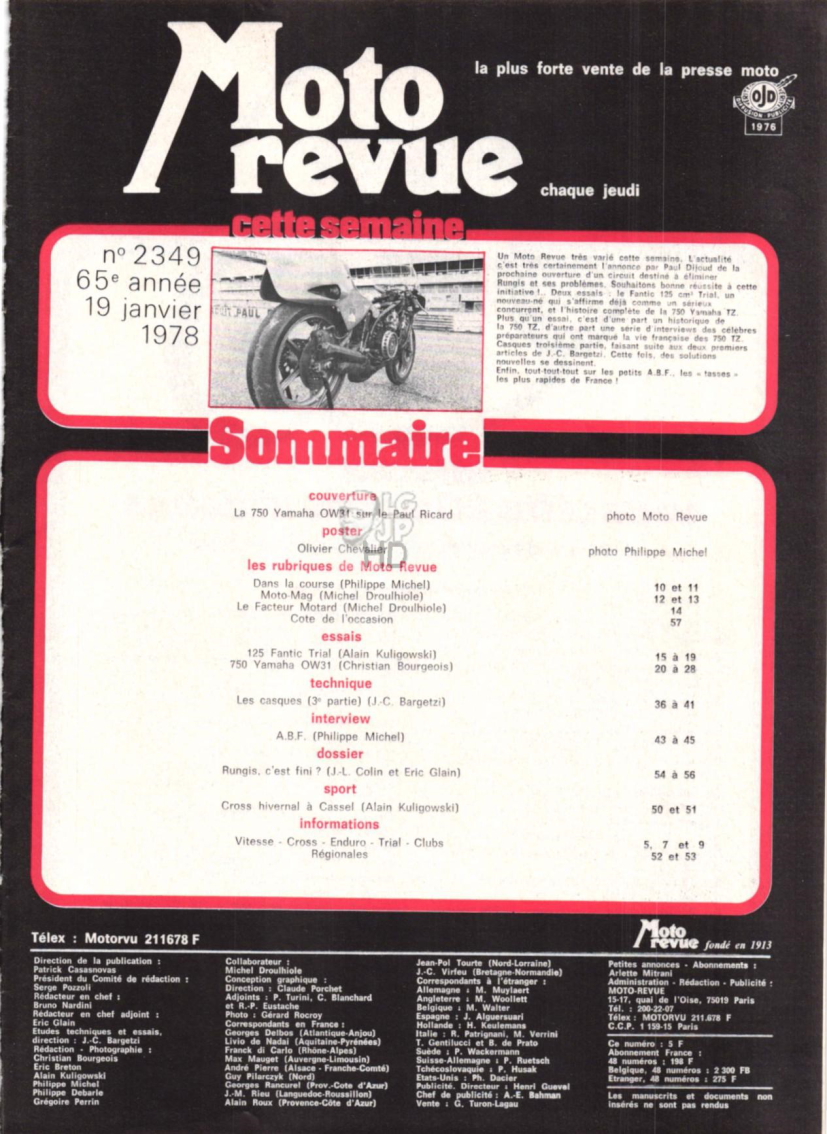 Moto
revue
la plus forte vente de la presse moto
OJD
DIFFUSION PUBLICITÉ
1976
chaque jeudi
cette semaine
nº 2349
65e année
19 janvier
1978
PAUL
Un Moto Revue très varié cette semaine. L'actualité
c'est très certainement l'annonce par Paul Dijoud de la
prochaine ouverture d'un circuit destiné à éliminer
Rungis et ses problèmes. Souhaitons bonne réussite à cette
initiative !.. Deux essais : le Fantic 125 cm³ Trial, un
nouveau-né qui s'affirme déjà comme un sérieux
concurrent, et l'histoire complète de la 750 Yamaha TZ.
Plus qu'un essai, c'est d'une part un historique de
la 750 TZ, d'autre part une série d'interviews des célèbres
préparateurs qui ont marqué la vie française des 750 TZ.
Casques troisième partie, faisant suite aux deux premiers
articles de J.-C. Bargetzi. Cette fois, des solutions
nouvelles se dessinent.
Enfin, tout-tout-tout sur les petits A.B.F., les « tasses »
les plus rapides de France !
Sommaire
couverture
La 750 Yamaha OW31 sur le Paul Ricard photo Moto Revue
poster
Olivier Chevalier photo Philippe Michel
les rubriques de Moto Revue
Dans la course (Philippe Michel) 10 et 11
Moto-Mag (Michel Droulhiole) 12 et 13
Le Facteur Motard (Michel Droulhiole) 14
Cote de l'occasion 57
essais
125 Fantic Trial (Alain Kuligowski) 15 à 19
750 Yamaha OW31 (Christian Bourgeois) 20 à 28
technique
Les casques (3e partie) (J.-C. Bargetzi) 36 à 41
interview
A.B.F. (Philippe Michel) 43 à 45
dossier
Rungis, c'est fini ? (J.-L. Colin et Eric Glain) 54 à 56
sport
Cross hivernal à Cassel (Alain Kuligowski) 50 et 51
informations
Vitesse - Cross - Enduro - Trial - Clubs 5, 7 et 9
Régionales 52 et 53
LG
JP
HD
Télex : Motorvu 211678 F
Moto
revue fondé en 1913
Direction de la publication :
Patrick Casasnovas
Président du Comité de rédaction :
Serge Pozzoli
Rédacteur en chef :
Bruno Nardini
Rédacteur en chef adjoint :
Eric Glain
Etudes techniques et essais,
direction : J.-C. Bargetzi
Rédaction - Photographie :
Christian Bourgeois
Eric Breton
Alain Kuligowski
Philippe Michel
Philippe Debarle
Grégoire Perrin
Collaborateur :
Michel Droulhiole
Conception graphique :
Direction : Claude Porchet
Adjoints : P. Turini, C. Blanchard
et R.-P. Eustache
Photo : Gérard Rocroy
Correspondants en France :
Georges Delbos (Atlantique-Anjou)
Livio de Nadai (Aquitaine-Pyrénées)
Franck di Carlo (Rhône-Alpes)
Max Mauget (Auvergne-Limousin)
André Pierre (Alsace - Franche-Comté)
Guy Pilarczyk (Nord)
Georges Rancurel (Prov.-Cote d'Azur)
J.-M. Rieu (Languedoc-Roussillon)
Alain Roux (Provence-Côte d'Azur)
Jean-Pol Tourte (Nord-Lorraine)
J.-C. Virfeu (Bretagne-Normandie)
Correspondants à l'étranger :
Allemagne : M. Muylaert
Angleterre : M. Woollett
Belgique : M. Walter
Espagne : J. Alguersuari
Hollande : H. Keulemans
Italie : R. Patrignani, M. Verrini
T. Gentilucci et B. de Prato
Suède : P. Wackermann
Suisse-Allemagne : P. Ruetsch
Tchécoslovaquie : P. Husak
Etats-Unis : Ph. Dacier
Publicité. Directeur : Henri Guevel
Chef de publicité : A.-E. Bahman
Vente : G. Turon-Lagau
Petites annonces - Abonnements :
Arlette Mitrani
Administration - Rédaction - Publicité :
MOTO-REVUE
15-17, quai de l'Oise, 75019 Paris
Tél. : 200-22-07
Télex : MOTORVU 211.678 F
C.C.P. 1 159-15 Paris
Ce numéro : 5 F
Abonnement France :
48 numéros : 198 F
Belgique, 48 numéros : 2 300 FB
Etranger, 48 numéros : 275 F
Les manuscrits et documents non
insérés ne sont pas rendus